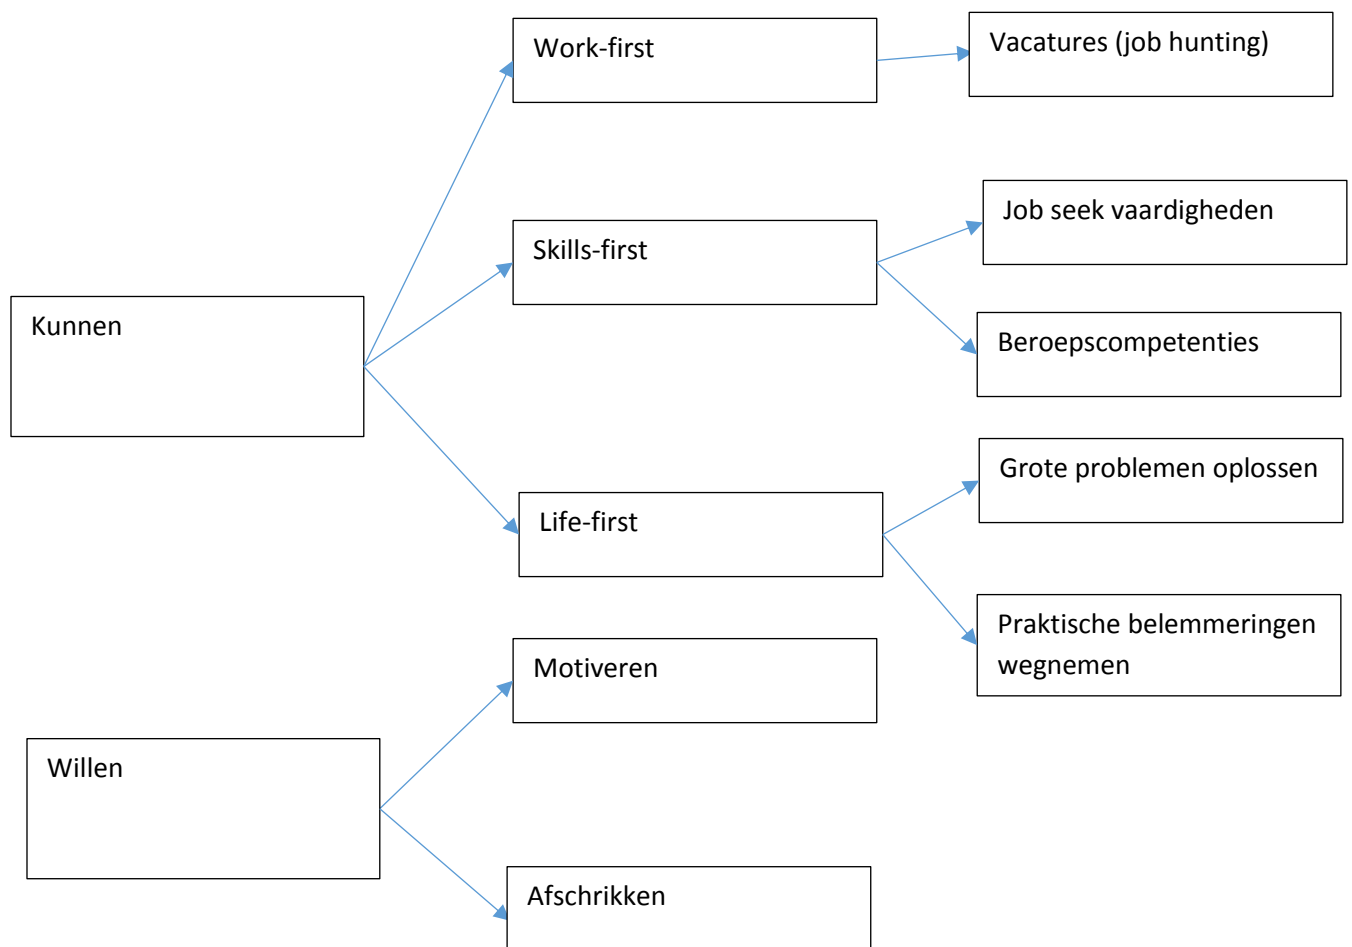 Work-first
Vacatures (job hunting)
Job seek vaardigheden
Skills-first
Kunnen
Beroepscompetenties
Grote problemen oplossen
Life-first
Praktische belemmeringen
wegnemen
Motiveren
Willen
Afschrikken